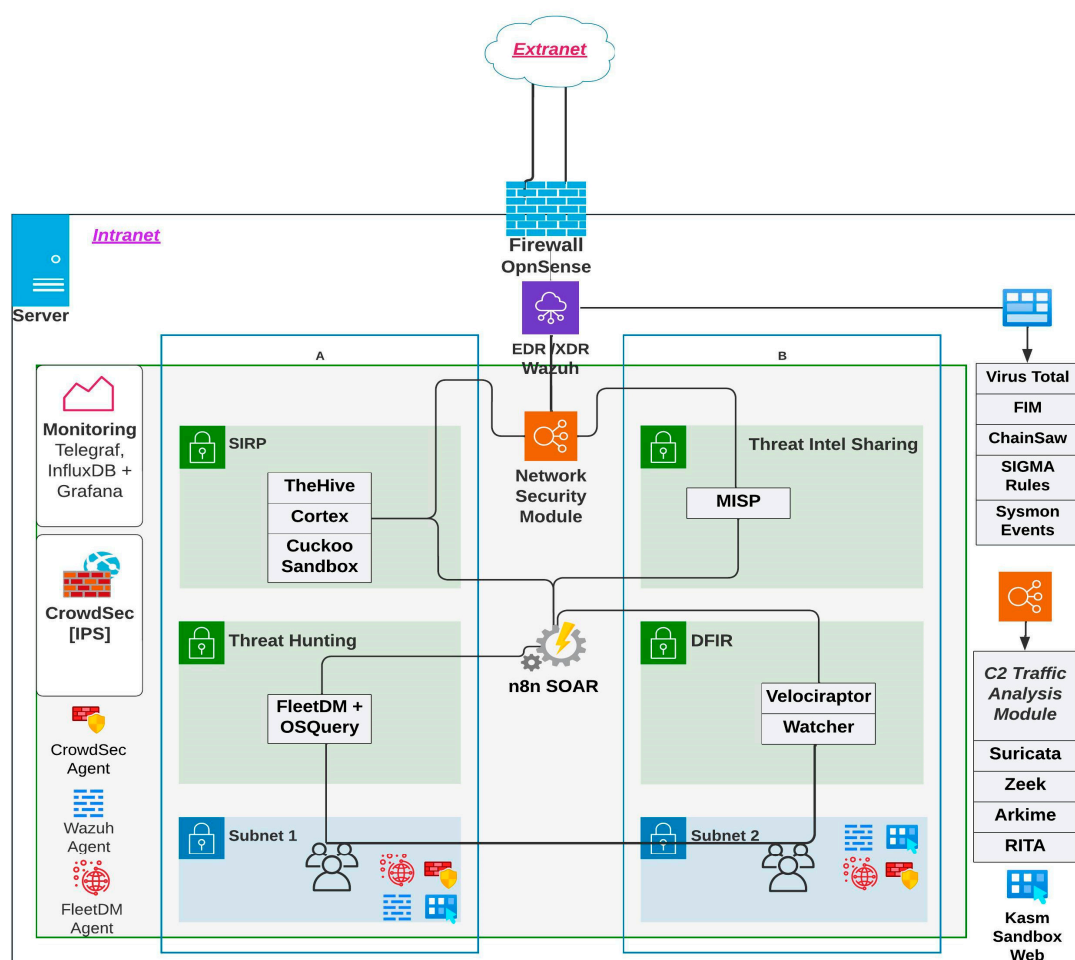 Extranet
Firewall
OpnSense
Intranet
Server
EDR /XDR
Wazuh
A
B
Monitoring
Telegraf,
InfluxDB +
Grafana
CrowdSec
[IPS]
CrowdSec
Agent
Wazuh
Agent
FleetDM
Agent
SIRP
TheHive
Cortex
Cuckoo
Sandbox
Network
Security
Module
Threat Intel Sharing
MISP
Threat Hunting
FleetDM +
OSQuery
n8n SOAR
DFIR
Velociraptor
Watcher
Subnet 1
Subnet 2
Virus Total
FIM
ChainSaw
SIGMA
Rules
Sysmon
Events
C2 Traffic
Analysis
Module
Suricata
Zeek
Arkime
RITA
Kasm
Sandbox
Web